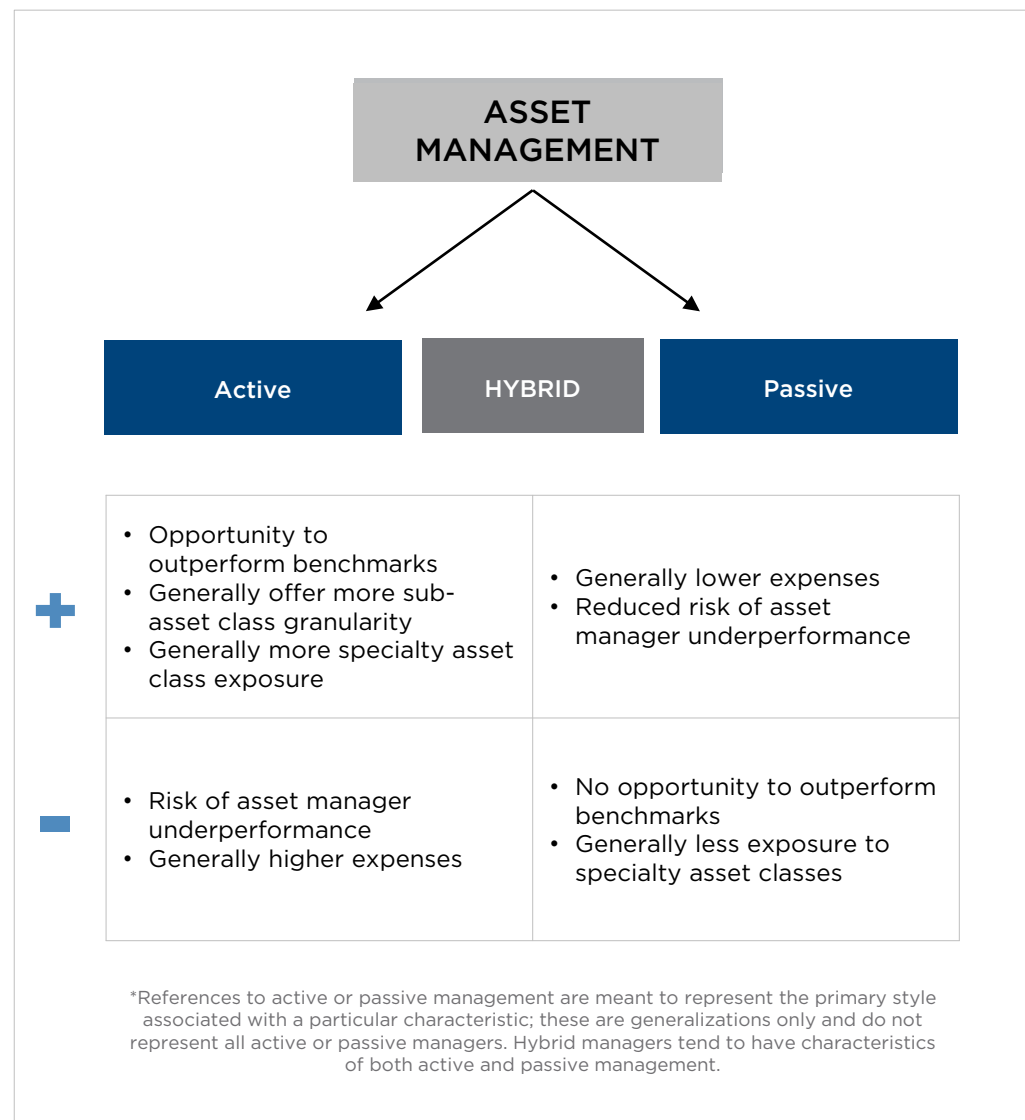 ASSET
MANAGEMENT
Active
HYBRID
Passive
• Opportunity to
outperform benchmarks
• Generally offer more sub-
asset class granularity
• Generally more specialty asset
class exposure
• Generally lower expenses
• Reduced risk of asset
manager underperformance
• Risk of asset manager
underperformance
• Generally higher expenses
• No opportunity to outperform
benchmarks
• Generally less exposure to
specialty asset classes
*References to active or passive management are meant to represent the primary style
associated with a particular characteristic; these are generalizations only and do not
represent all active or passive managers. Hybrid managers tend to have characteristics
of both active and passive management.